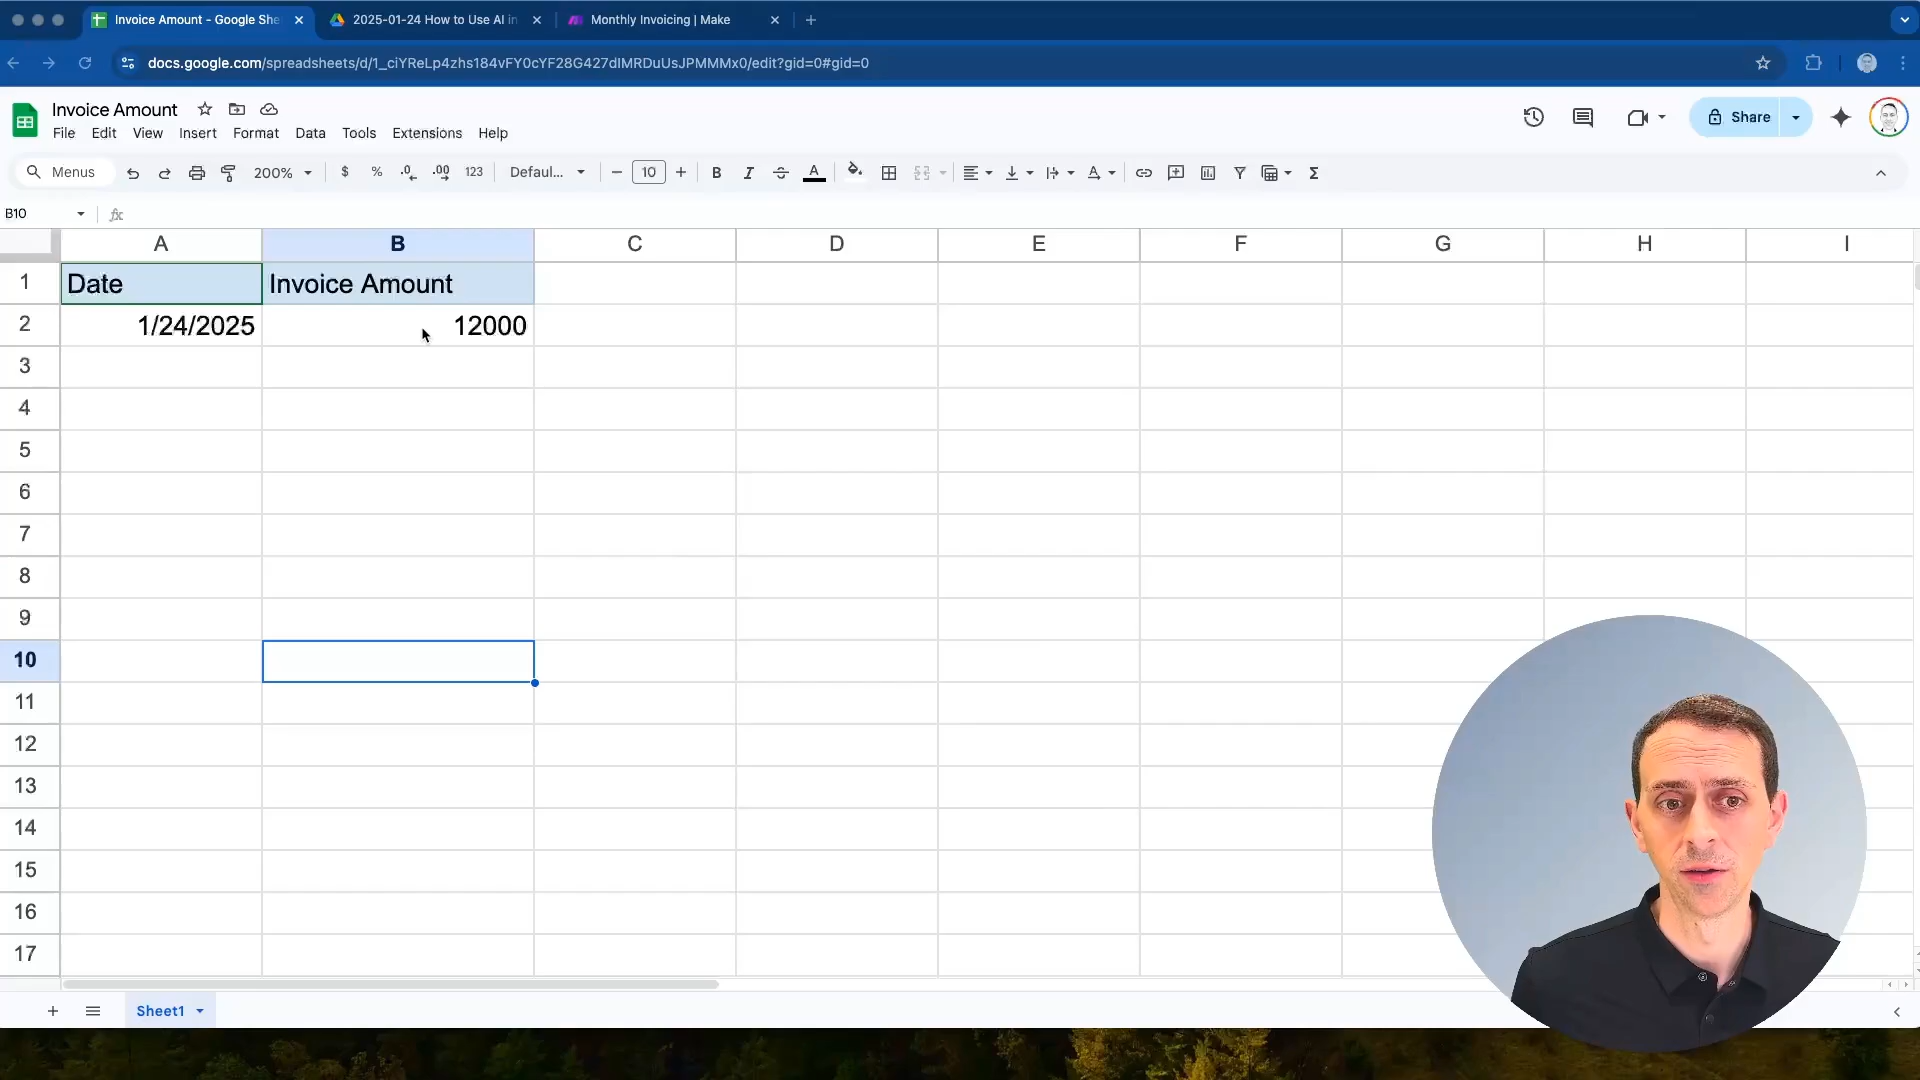 Invoice Amount - Google She
2025-01-24 How to Use AI in
Monthly Invoicing | Make
docs.google.com/spreadsheets/d/1_ciYReLp4zhs184vFY0cYF28G427dIMRDuUsJPMMMx0/edit?gid=0#gid=0
Invoice Amount
File Edit View Insert Format Data Tools Extensions Help
Share
Menus 200% $ % .0 .00 123 Defaul... 10 B I S A
B10 fx
A B C D E F G H I
1 Date Invoice Amount
2 1/24/2025 12000
3
4
5
6
7
8
9
10
11
12
13
14
15
16
17
Sheet1